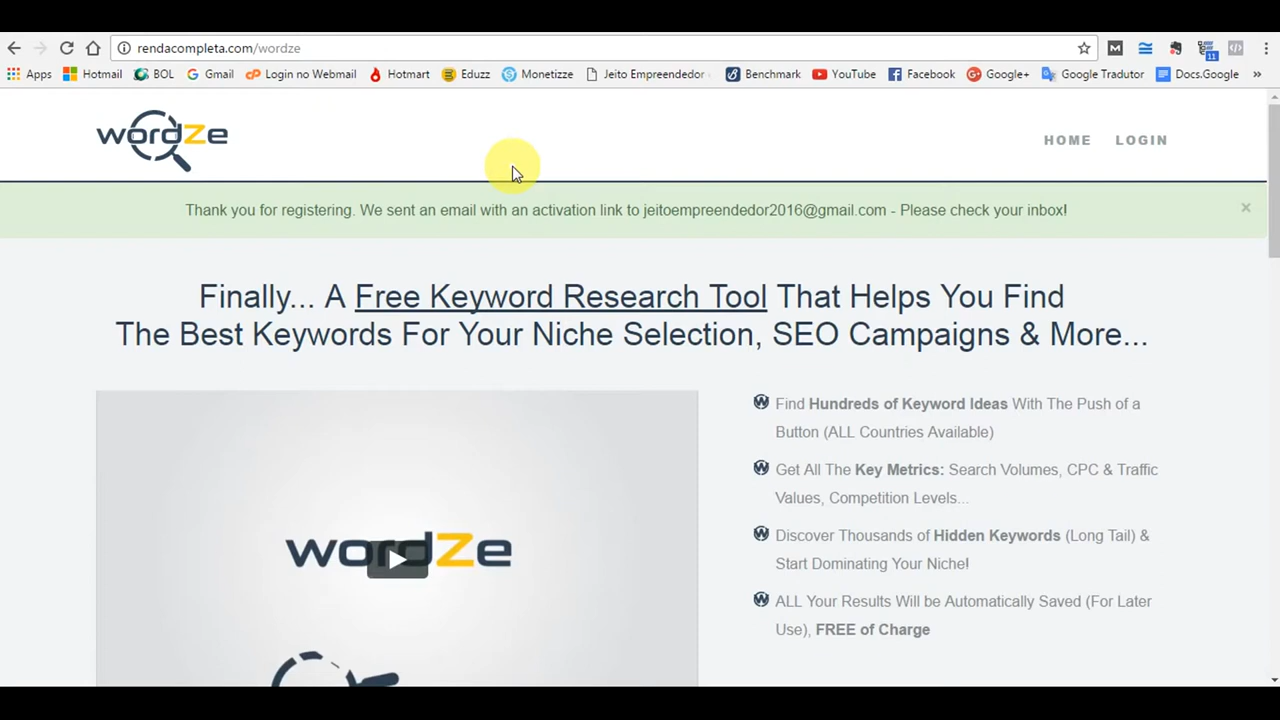 rendacompleta.com/wordze
Apps Hotmail BOL Gmail Login no Webmail Hotmart Eduzz Monetizze Jeito Empreendedor Benchmark YouTube Facebook Google+ Google Tradutor Docs.Google »
11
wordze
HOME LOGIN
Thank you for registering. We sent an email with an activation link to jeitoempreendedor2016@gmail.com - Please check your inbox! ×
Finally... A Free Keyword Research Tool That Helps You Find
The Best Keywords For Your Niche Selection, SEO Campaigns & More...
wordze
Find Hundreds of Keyword Ideas With The Push of a
Button (ALL Countries Available)
Get All The Key Metrics: Search Volumes, CPC & Traffic
Values, Competition Levels...
Discover Thousands of Hidden Keywords (Long Tail) &
Start Dominating Your Niche!
ALL Your Results Will be Automatically Saved (For Later
Use), FREE of Charge